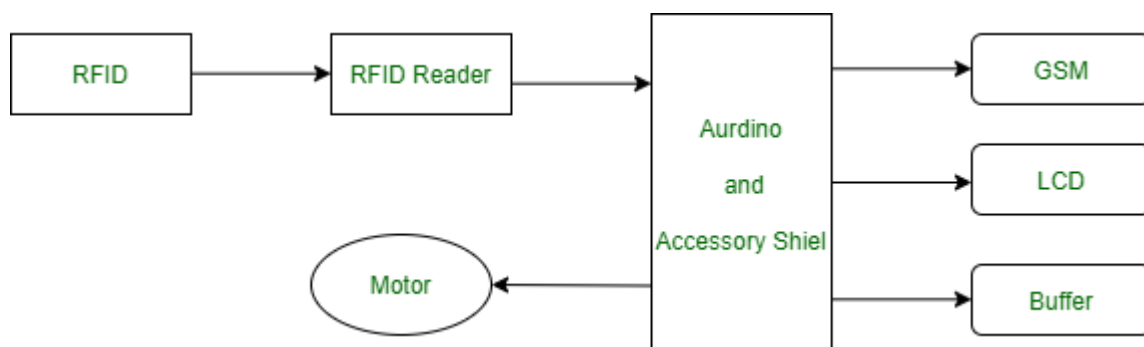 RFID
RFID Reader
Aurdino
and
Accessory Shiel
GSM
LCD
Buffer
Motor